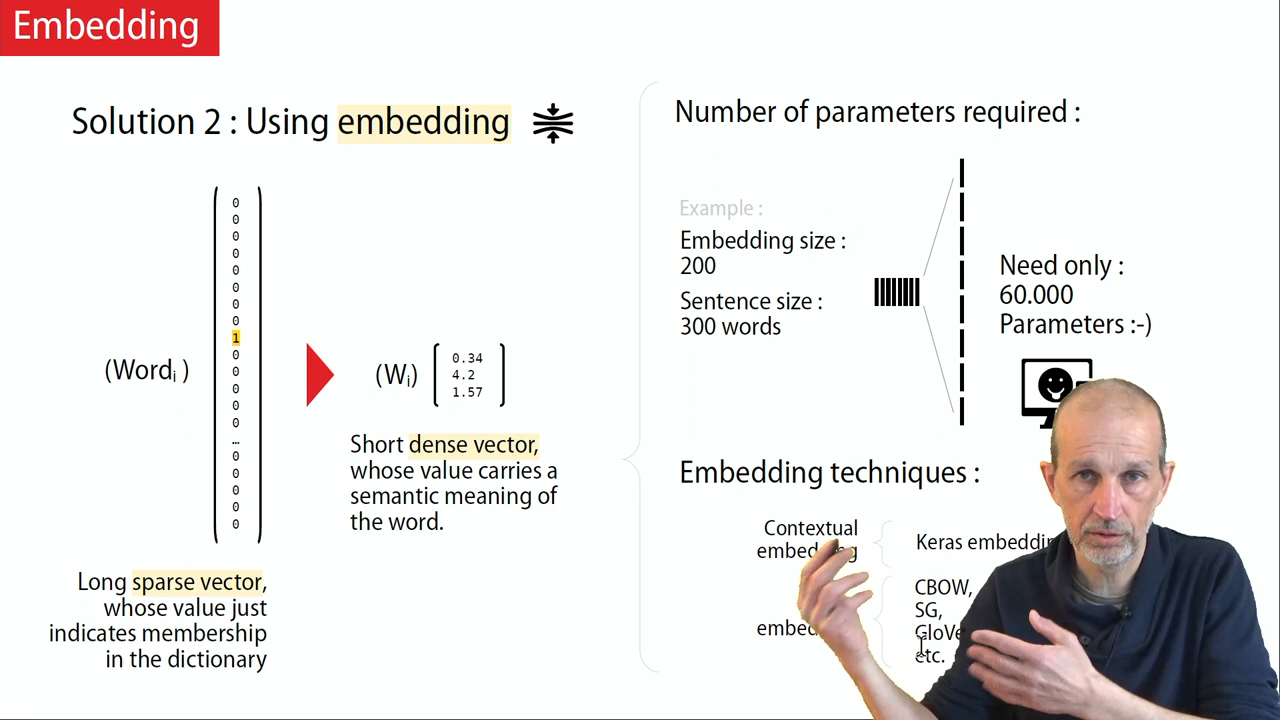 Embedding
Solution 2 : Using embedding
0
0
0
0
0
0
0
0
1
0
0
0
0
0
…
0
0
0
0
0
(Wordi )
(Wi)
0.34
4.2
1.57
Short dense vector,
whose value carries a
semantic meaning of
the word.
Long sparse vector,
whose value just
indicates membership
in the dictionary
Number of parameters required :
Example :
Embedding size :
200
Sentence size :
300 words
Need only :
60.000
Parameters :-)
Embedding techniques :
Contextual
Keras
CBOW,
SG,
GloVe
etc.